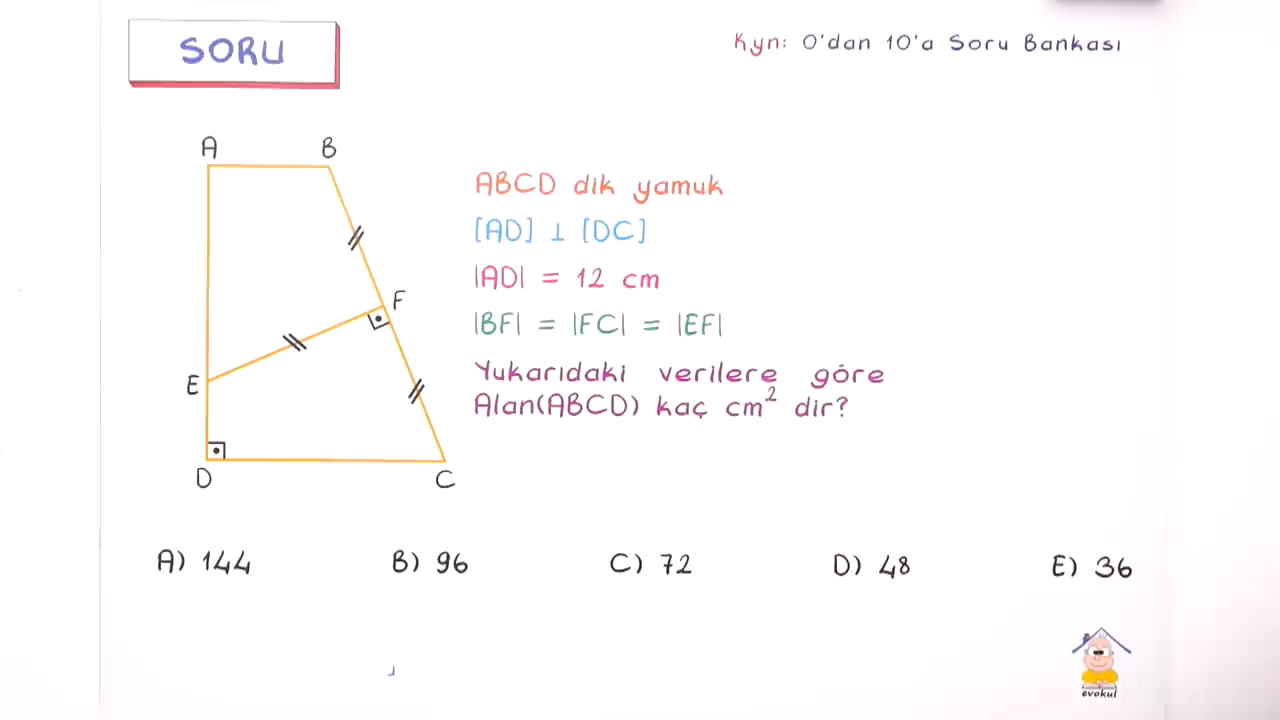 SORU
Kyn: 0'dan 10'a Soru Bankası
A
B
F
E
D
C
ABCD dik yamuk
[AD] ⊥ [DC]
|AD| = 12 cm
|BF| = |FC| = |EF|
Yukarıdaki verilere göre
Alan(ABCD) kaç cm² dir?
A) 144
B) 96
C) 72
D) 48
E) 36
evokul